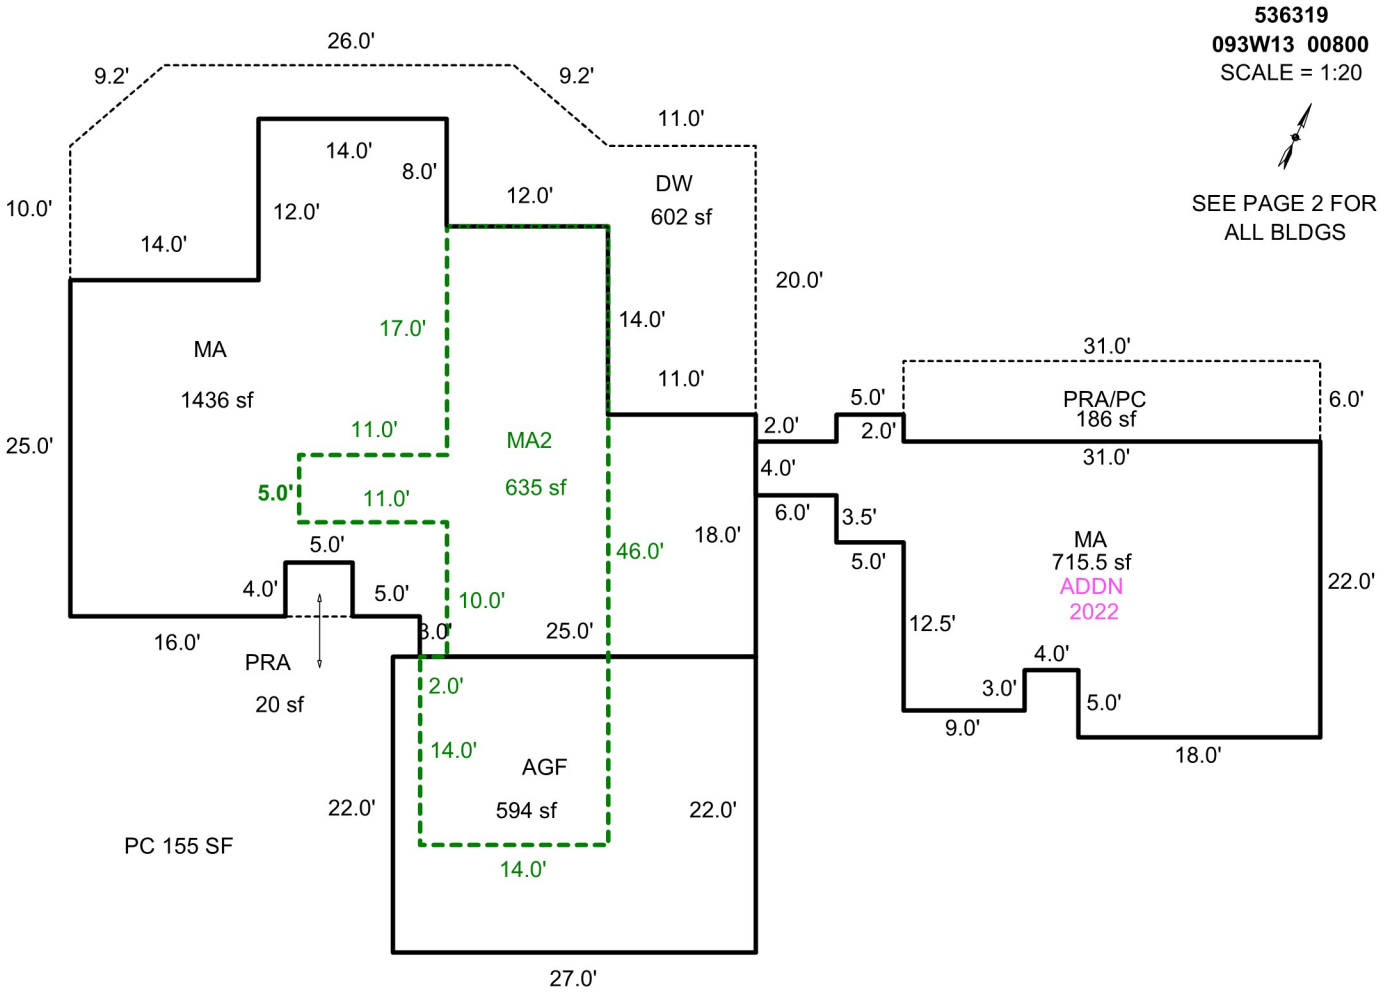 536319
093W13 00800
SCALE = 1:20
SEE PAGE 2 FOR
ALL BLDGS
26.0'
9.2'
9.2'
11.0'
14.0'
8.0'
12.0'
DW
602 sf
10.0'
12.0'
14.0'
20.0'
17.0'
14.0'
MA
1436 sf
11.0'
31.0'
5.0'
PRA/PC
186 sf
6.0'
2.0'
2.0'
31.0'
11.0'
MA2
635 sf
25.0'
4.0'
5.0'
11.0'
6.0'
3.5'
18.0'
46.0'
5.0'
MA
715.5 sf
ADDN
2022
22.0'
5.0'
4.0'
5.0'
10.0'
3.0'
25.0'
12.5'
16.0'
PRA
20 sf
2.0'
4.0'
3.0'
5.0'
9.0'
18.0'
14.0'
AGF
594 sf
22.0'
22.0'
PC 155 SF
14.0'
27.0'